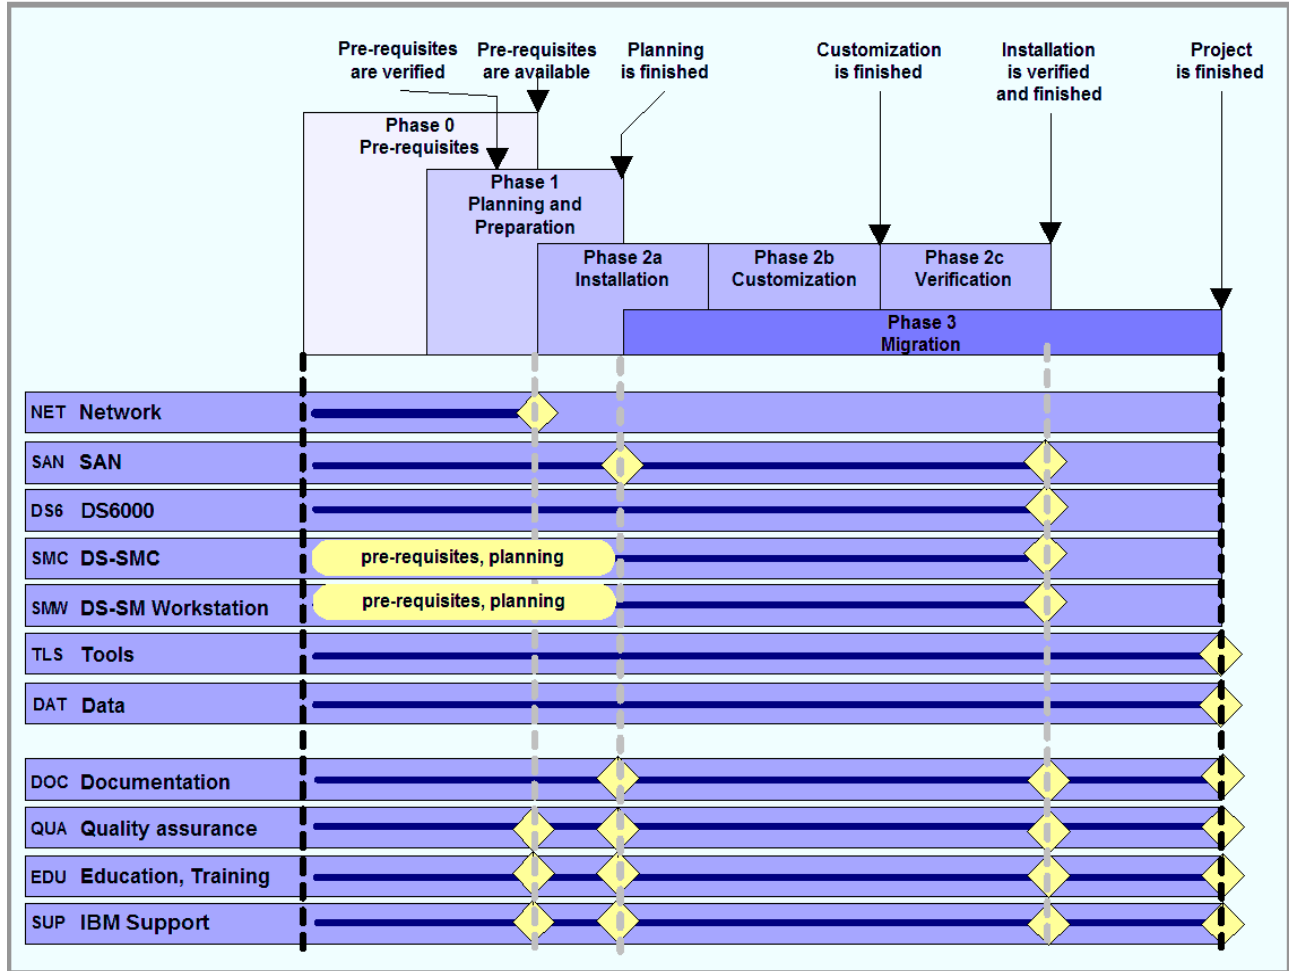 Pre-requisites
are verified
Pre-requisites
are available
Planning
is finished
Customization
is finished
Installation
is verified
and finished
Project
is finished
Phase 0
Pre-requisites
Phase 1
Planning and
Preparation
Phase 2a
Installation
Phase 2b
Customization
Phase 2c
Verification
Phase 3
Migration
NET Network
SAN SAN
DS6 DS6000
SMC DS-SMC
pre-requisites, planning
SMW DS-SM Workstation
pre-requisites, planning
TLS Tools
DAT Data
DOC Documentation
QUA Quality assurance
EDU Education, Training
SUP IBM Support